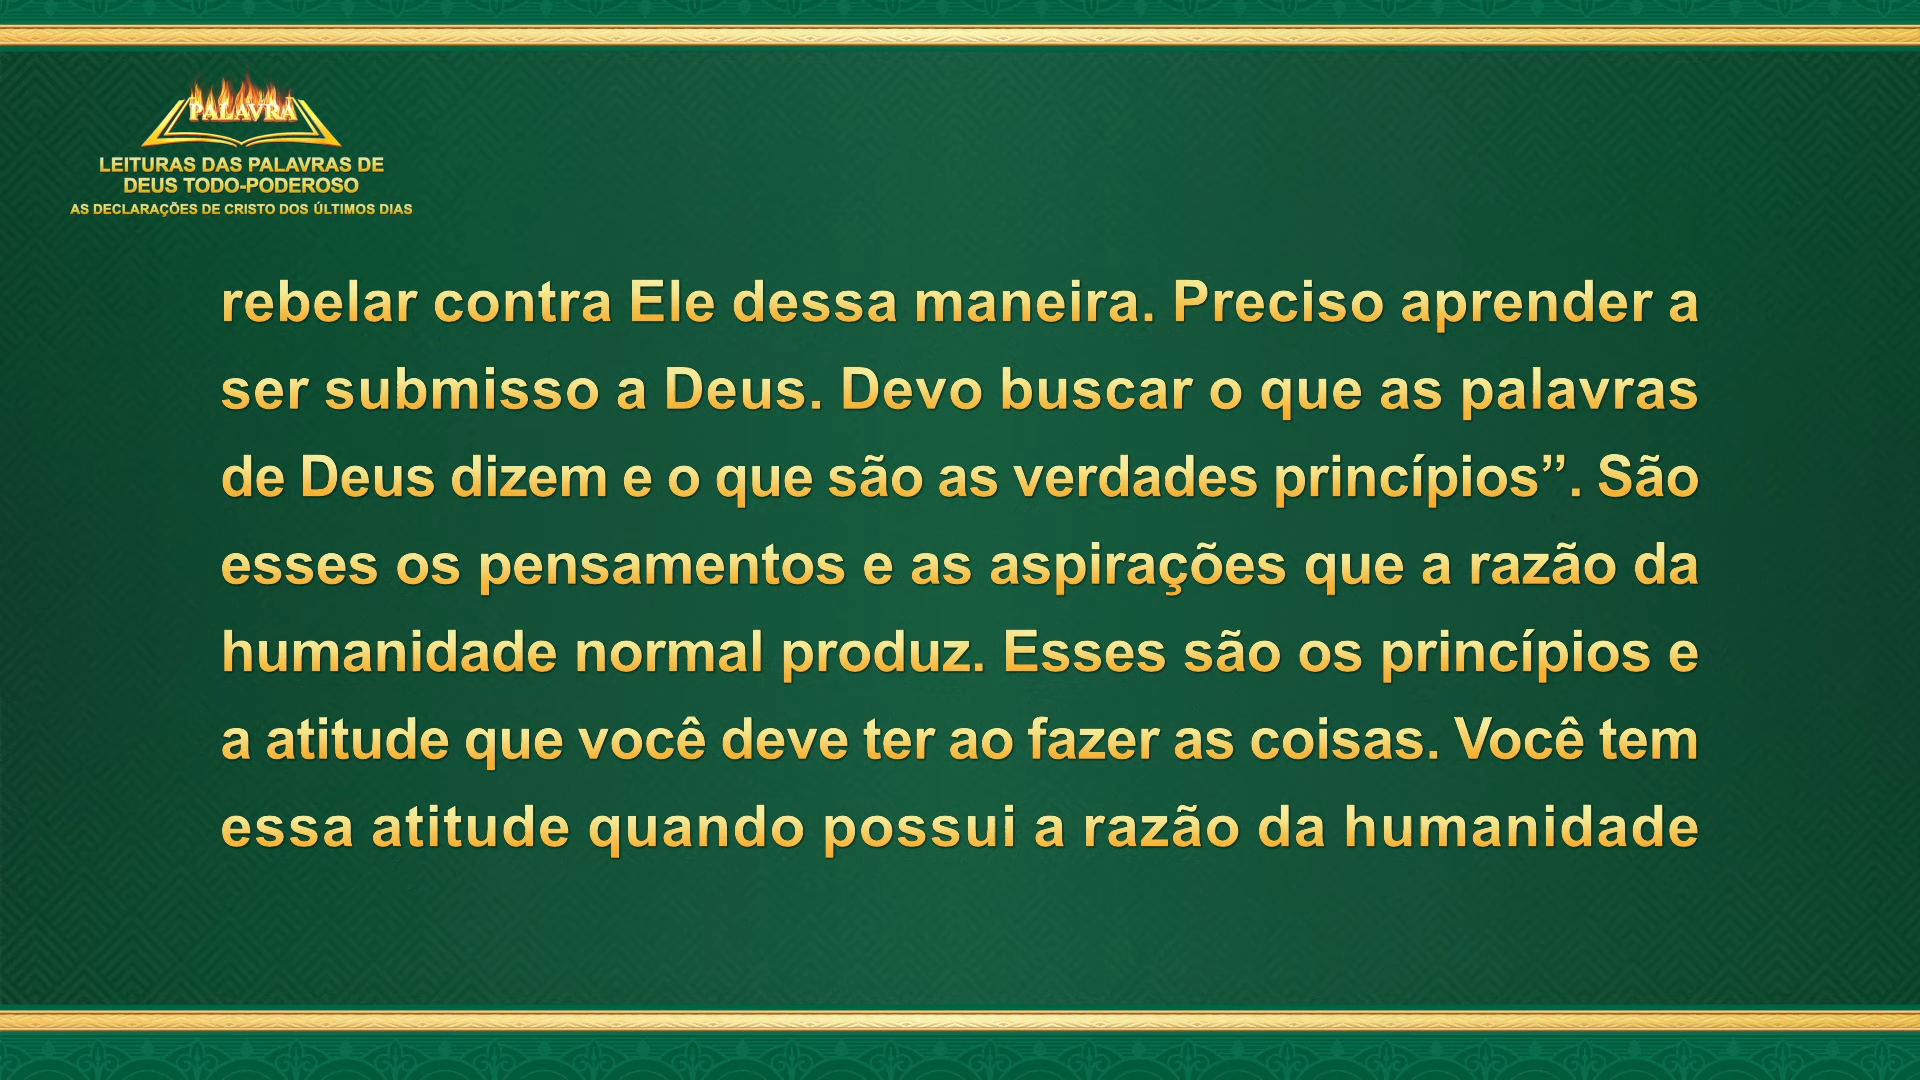 PALAVRA
LEITURAS DAS PALAVRAS DE
DEUS TODO-PODEROSO
AS DECLARAÇÕES DE CRISTO DOS ÚLTIMOS DIAS
rebelar contra Ele dessa maneira. Preciso aprender a
ser submisso a Deus. Devo buscar o que as palavras
de Deus dizem e o que são as verdades princípios”. São
esses os pensamentos e as aspirações que a razão da
humanidade normal produz. Esses são os princípios e
a atitude que você deve ter ao fazer as coisas. Você tem
essa atitude quando possui a razão da humanidade